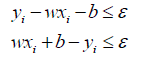 yᵢ − wxᵢ − b ≤ ε
wxᵢ + b − yᵢ ≤ ε